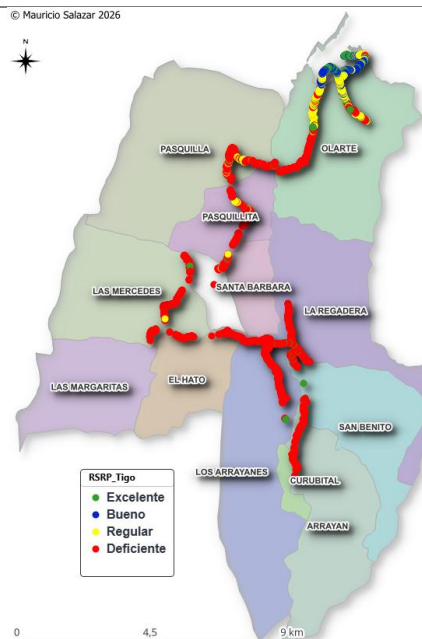 © Mauricio Salazar 2026
N
OLARTE
PASQUILLA
PASQUILLITA
SANTA BARBARA
LAS MERCEDES
LA REGADERA
EL HATO
LAS MARGARITAS
SAN BENITO
LOS ARRAYANES
CURUBITAL
ARRAYAN
RSRP_Tigo
Excelente
Bueno
Regular
Deficiente
0 4,5 9 km